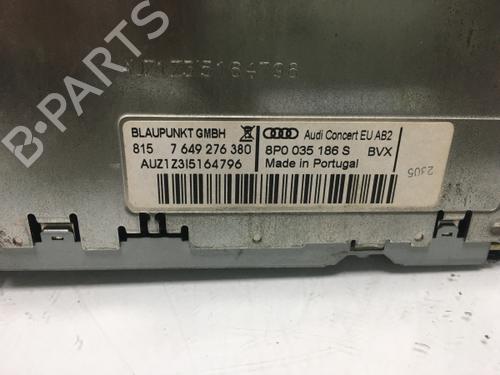 AUZ1Z3I5164796
BLAUPUNKT GMBH
815 7 649 276 380
AUZ1Z3I5164796
Audi Concert EU AB2
8P0 035 186 S BVX
Made in Portugal
2305
B-PARTS